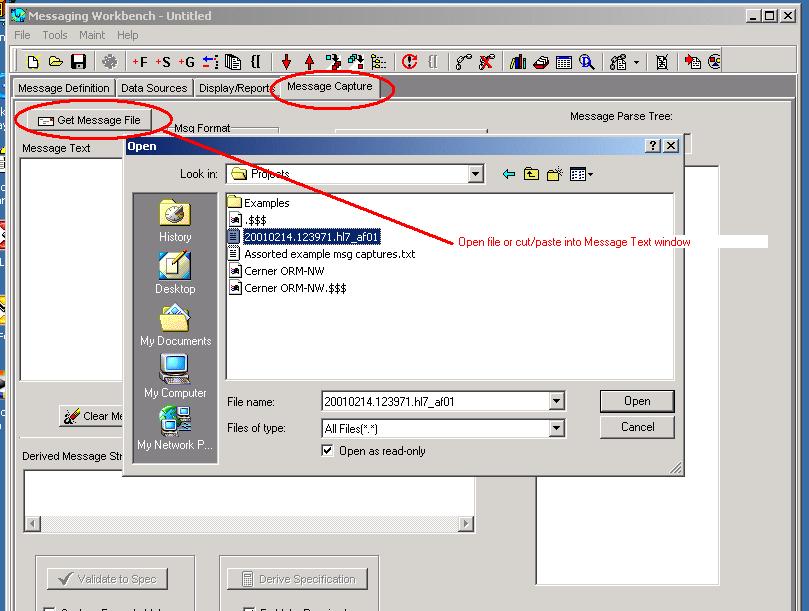 Messaging Workbench - Untitled
File Tools Maint Help
+F +S +G
Message Definition Data Sources Display/Reports Message Capture
Get Message File
Msg Format
Message Parse Tree:
Message Text
Open
Look in: Projects
Examples
.$$$
20010214.123971.hl7_af01
Assorted example msg captures.txt
Cerner ORM-NW
Cerner ORM-NW.$$$
History
Desktop
My Documents
My Computer
My Network P...
Open file or cut/paste into Message Text window
File name: 20010214.123971.hl7_af01 Open
Files of type: All Files(*.*) Cancel
Open as read-only
Clear Me
Derived Message Str
Validate to Spec Derive Specification